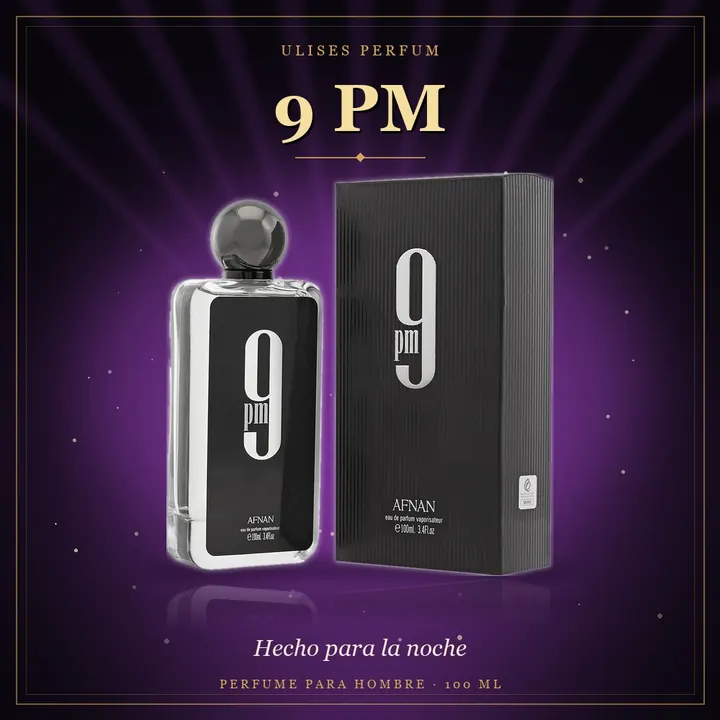 ULISES PERFUM
9 PM
9
pm
AFNAN
eau de parfum vaporisateur
℮100ml. 3.4Fl.oz
9
pm
AFNAN
eau de parfum vaporisateur
℮100ml. 3.4Fl.oz
Hecho para la noche
PERFUME PARA HOMBRE · 100 ML